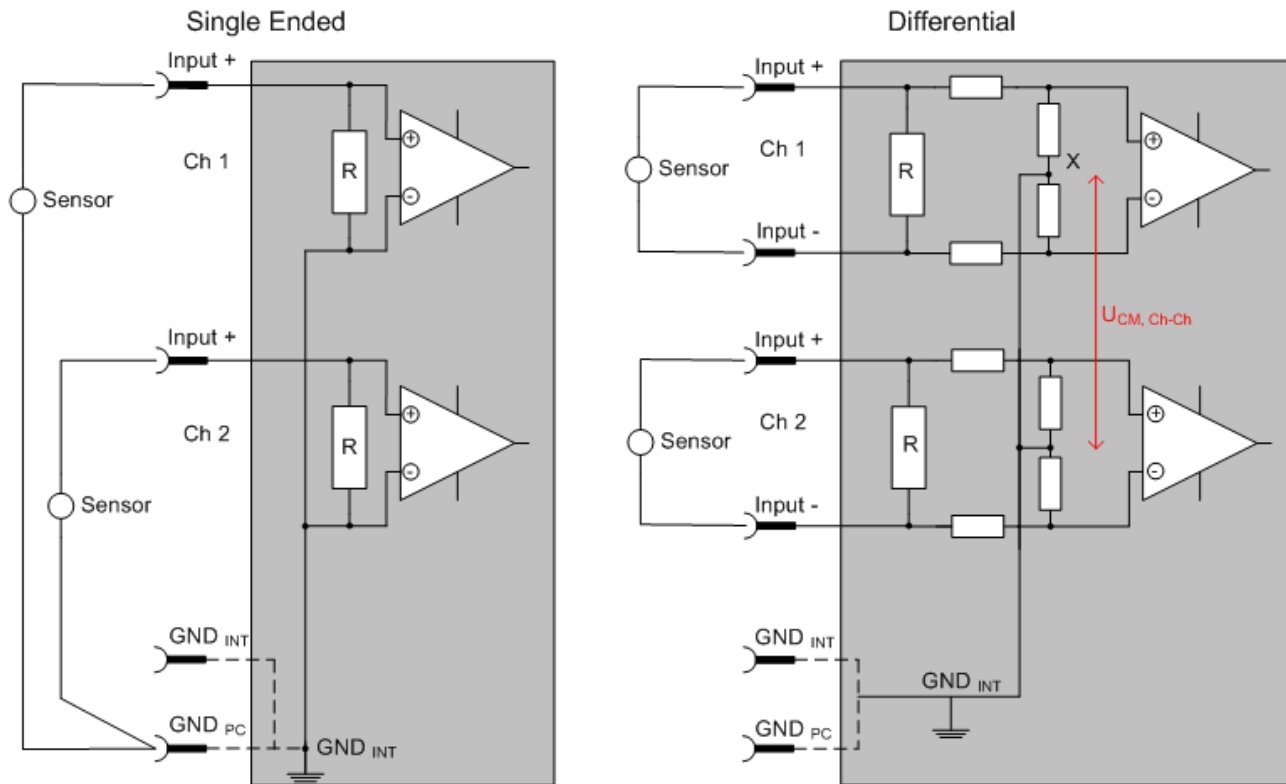 Single Ended
Input +
Ch 1
R
Sensor
Input +
Ch 2
R
Sensor
GND INT
GND PC
GND INT
Differential
Input +
Ch 1
R
X
Sensor
Input -
UCM, Ch-Ch
Input +
Ch 2
R
Sensor
Input -
GND INT
GND INT
GND PC